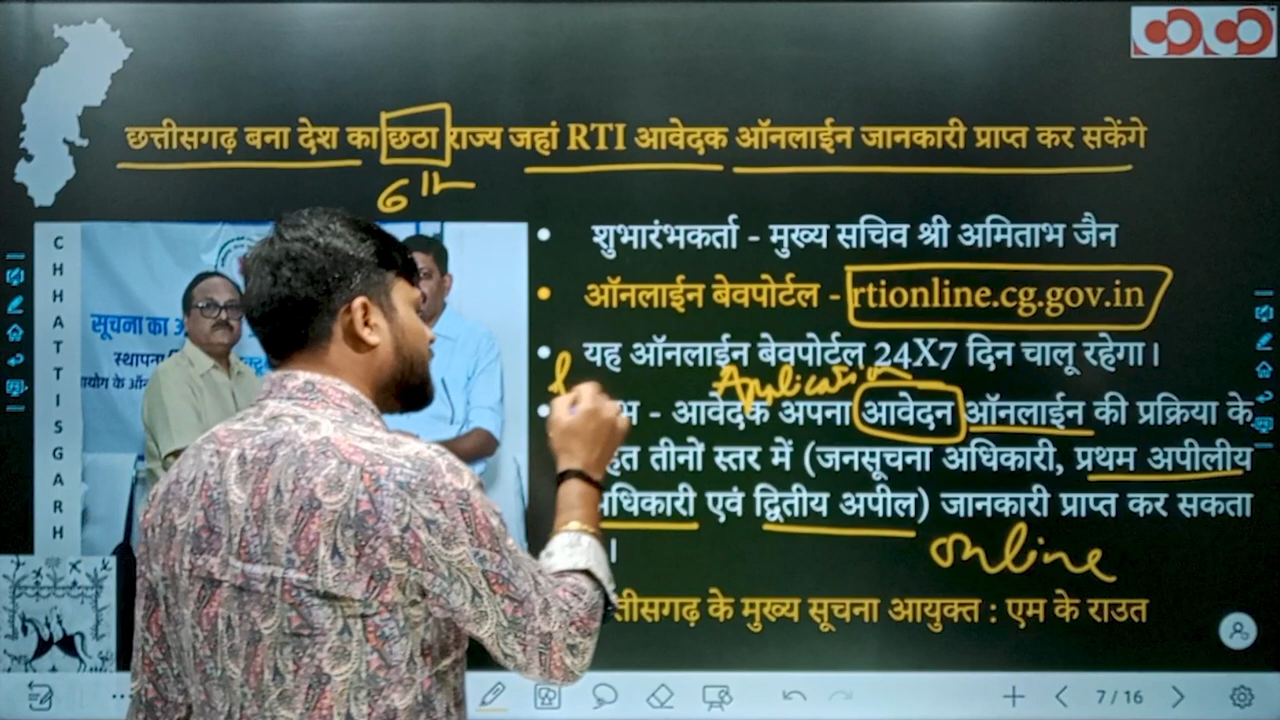 छत्तीसगढ़ बना देश का छठा राज्य जहां RTI आवेदक ऑनलाईन जानकारी प्राप्त कर सकेंगे
6th
CHHATTISGARH
सूचना का
स्थापना
• शुभारंभकर्ता - मुख्य सचिव श्री अमिताभ जैन
• ऑनलाईन बेवपोर्टल - rtionline.cg.gov.in
• यह ऑनलाईन बेवपोर्टल 24X7 दिन चालू रहेगा।
Application
- आवेदक अपना आवेदन ऑनलाईन की प्रक्रिया के
तीनों स्तर में (जनसूचना अधिकारी, प्रथम अपीलीय
एवं द्वितीय अपील) जानकारी प्राप्त कर सकता
।
online
के मुख्य सूचना आयुक्त : एम के राउत
7 / 16